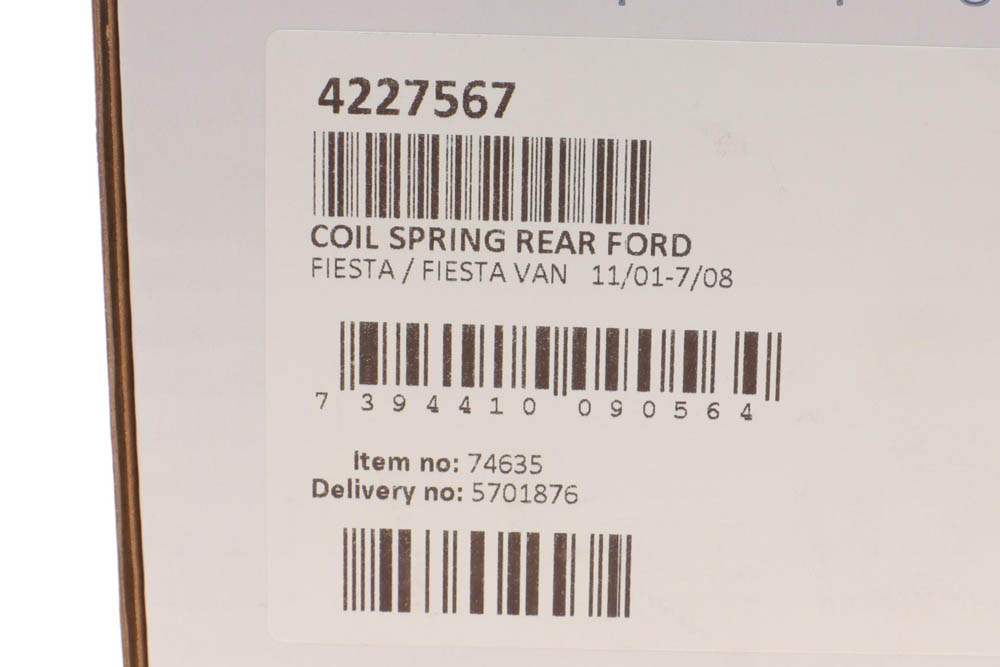 4227567
COIL SPRING REAR FORD
FIESTA / FIESTA VAN 11/01-7/08
7 394410 090564
Item no: 74635
Delivery no: 5701876